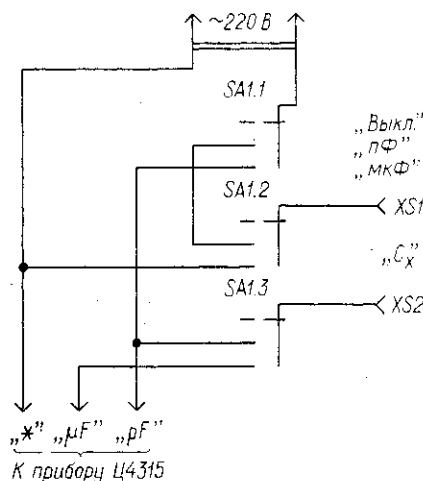 ~220 В
SA1.1
„Выкл.”
„пФ”
„мкФ”
SA1.2
XS1
„Cx”
SA1.3
XS2
„*” „μF” „pF”
К прибору Ц4315